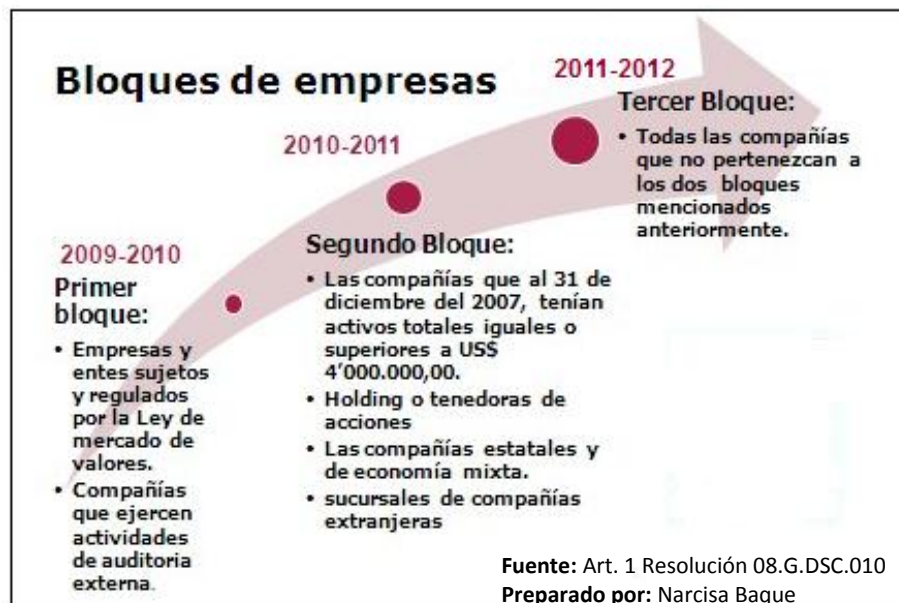 Bloques de empresas
2009-2010
Primer
bloque:
• Empresas y
entes sujetos
y regulados
por la Ley de
mercado de
valores.
• Compañías
que ejercen
actividades
de auditoria
externa.
2010-2011
Segundo Bloque:
• Las compañías que al 31 de
diciembre del 2007, tenían
activos totales iguales o
superiores a US$
4’000.000,00.
• Holding o tenedoras de
acciones
• Las compañías estatales y
de economía mixta.
• sucursales de compañías
extranjeras
2011-2012
Tercer Bloque:
• Todas las compañías
que no pertenezcan a
los dos bloques
mencionados
anteriormente.
Fuente: Art. 1 Resolución 08.G.DSC.010
Preparado por: Narcisa Baque